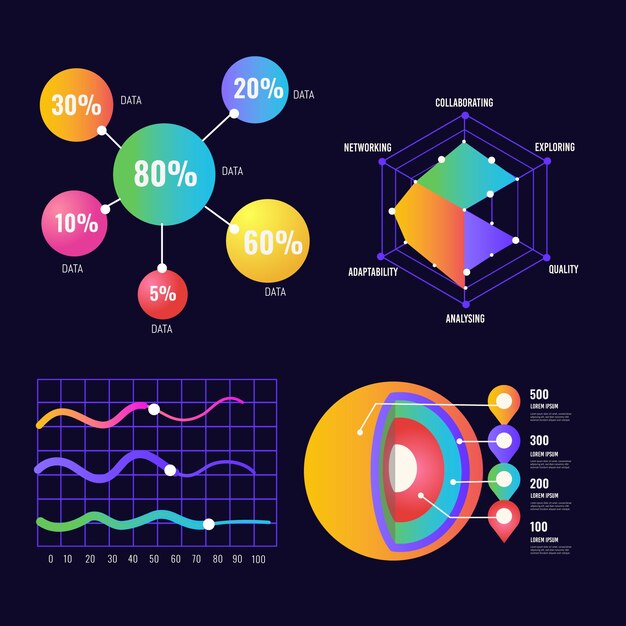 30%
DATA
20%
DATA
80%
DATA
10%
DATA
60%
DATA
5%
DATA
COLLABORATING
NETWORKING
EXPLORING
ADAPTABILITY
QUALITY
ANALYSING
0 10 20 30 40 50 60 70 80 90 100
500
LOREM IPSUM
300
LOREM IPSUM
200
LOREM IPSUM
100
LOREM IPSUM